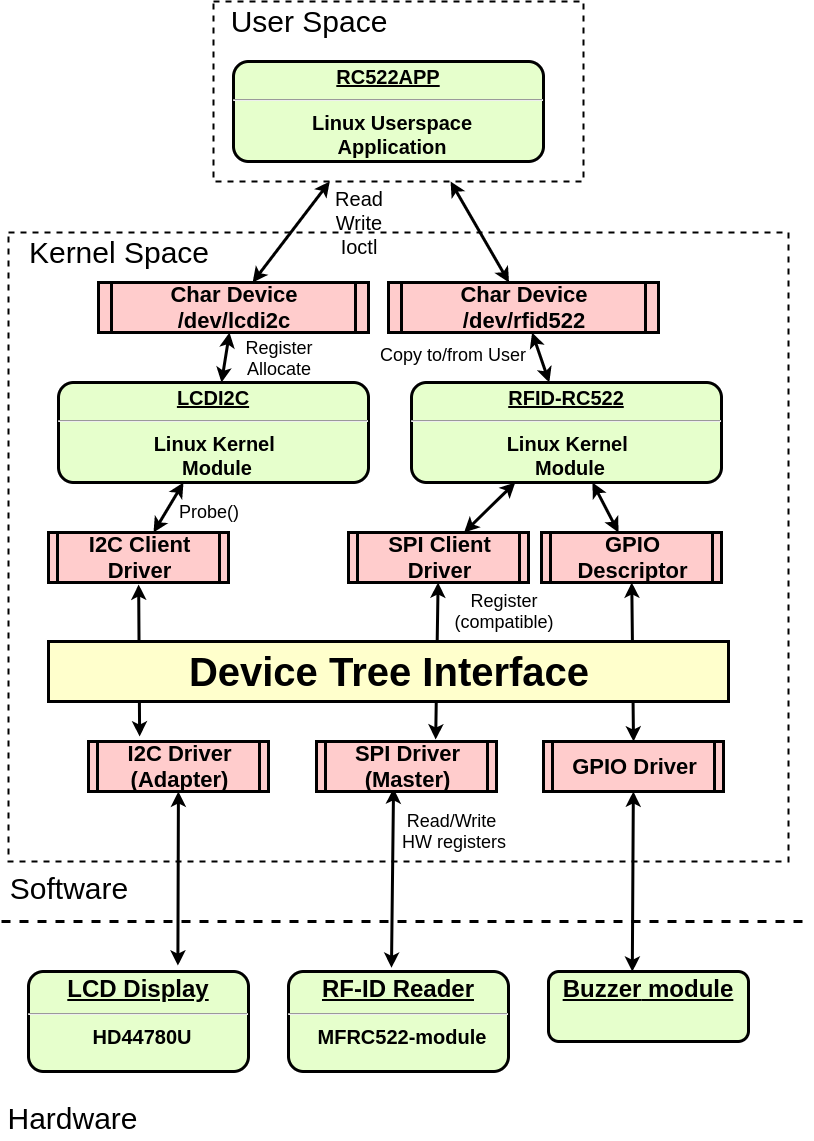 User Space
RC522APP
Linux Userspace
Application
Read
Write
Ioctl
Kernel Space
Char Device
/dev/lcdi2c
Char Device
/dev/rfid522
Register
Allocate
Copy to/from User
LCDI2C
Linux Kernel
Module
RFID-RC522
Linux Kernel
Module
Probe()
I2C Client
Driver
SPI Client
Driver
GPIO
Descriptor
Register
(compatible)
Device Tree Interface
I2C Driver
(Adapter)
SPI Driver
(Master)
GPIO Driver
Read/Write
HW registers
Software
LCD Display
HD44780U
RF-ID Reader
MFRC522-module
Buzzer module
Hardware